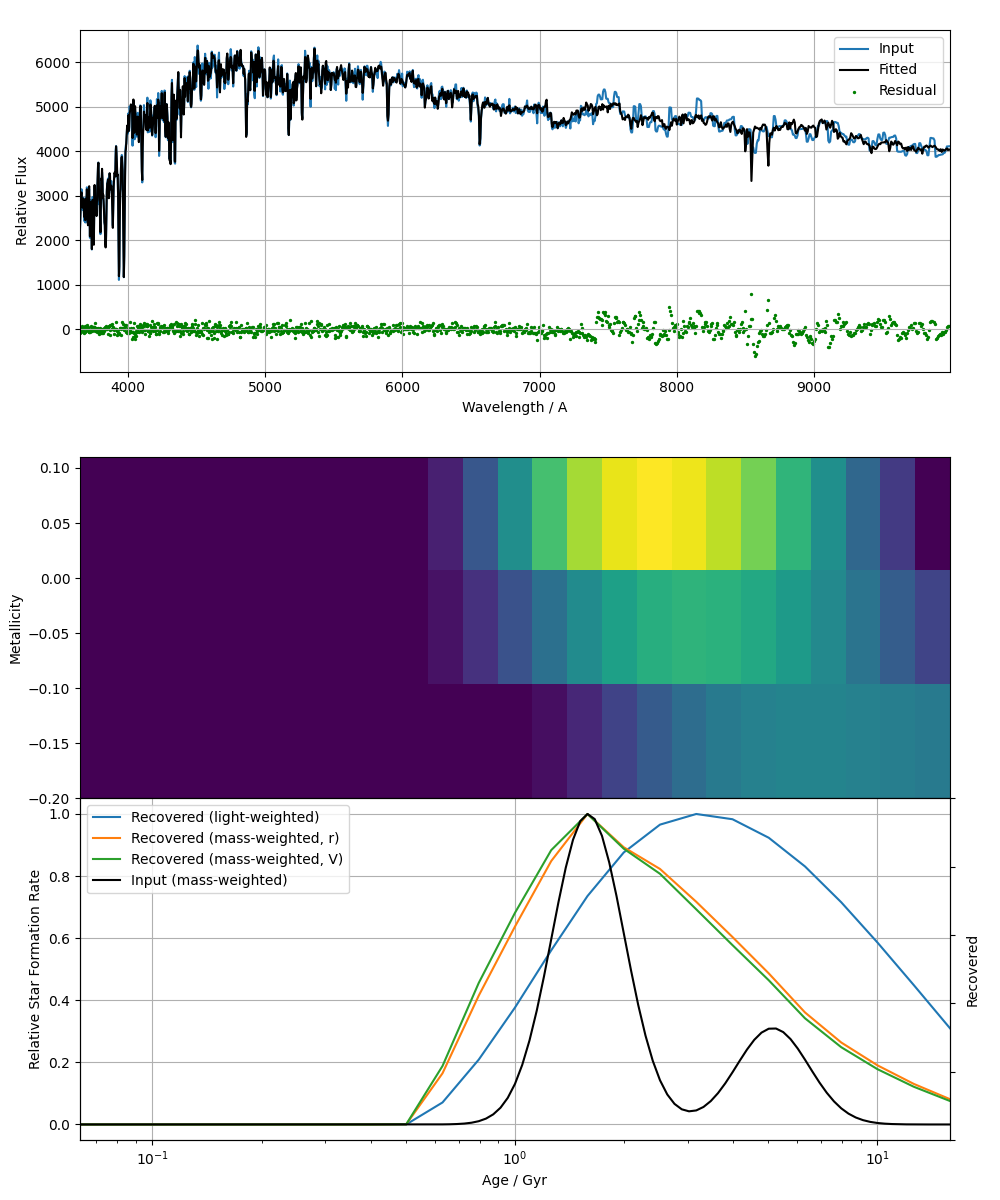 6000
5000
4000
3000
2000
1000
0
Relative Flux
Input
Fitted
Residual
4000
5000
6000
7000
8000
9000
Wavelength / A
0.10
0.05
0.00
−0.05
−0.10
−0.15
−0.20
Metallicity
1.0
0.8
0.6
0.4
0.2
0.0
Relative Star Formation Rate
Recovered (light-weighted)
Recovered (mass-weighted, r)
Recovered (mass-weighted, V)
Input (mass-weighted)
Recovered
10⁻¹
10⁰
10¹
Age / Gyr